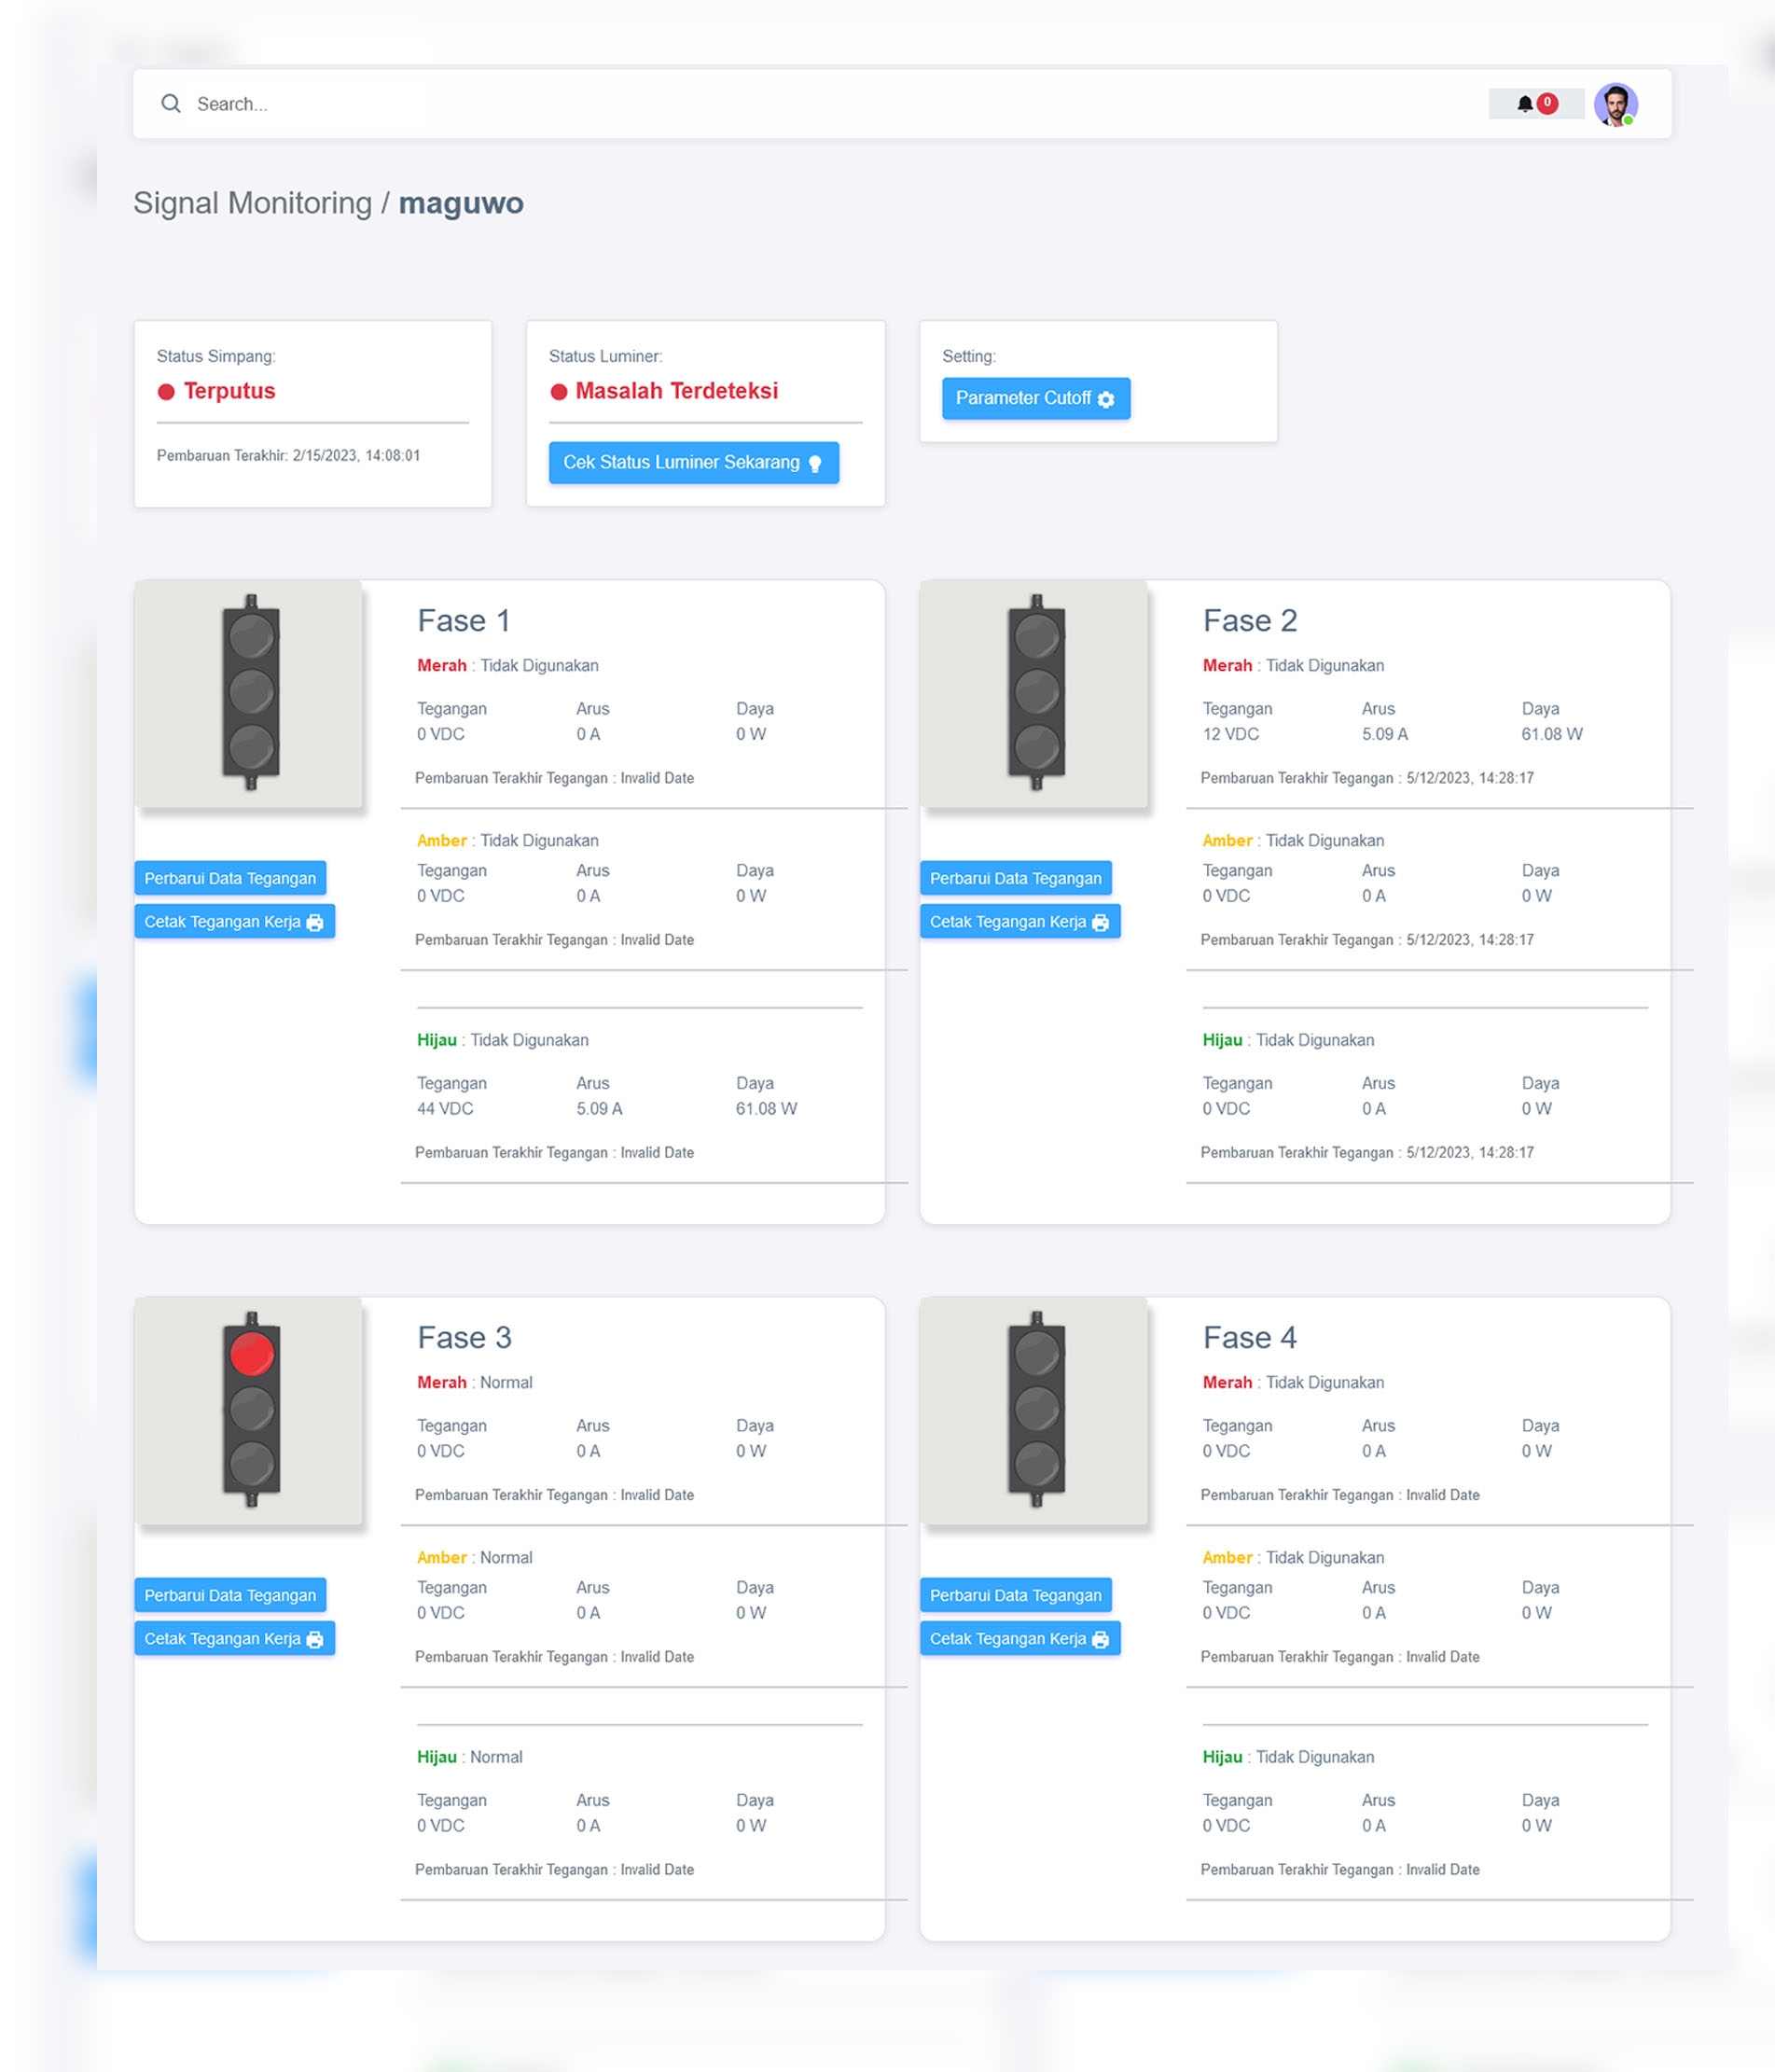 Search...
0
Signal Monitoring / maguwo
Status Simpang:
Terputus
Pembaruan Terakhir: 2/15/2023, 14:08:01
Status Luminer:
Masalah Terdeteksi
Cek Status Luminer Sekarang
Setting:
Parameter Cutoff
Fase 1
Merah : Tidak Digunakan
Tegangan Arus Daya
0 VDC 0 A 0 W
Pembaruan Terakhir Tegangan : Invalid Date
Amber : Tidak Digunakan
Tegangan Arus Daya
0 VDC 0 A 0 W
Pembaruan Terakhir Tegangan : Invalid Date
Hijau : Tidak Digunakan
Tegangan Arus Daya
44 VDC 5.09 A 61.08 W
Pembaruan Terakhir Tegangan : Invalid Date
Perbarui Data Tegangan
Cetak Tegangan Kerja
Fase 2
Merah : Tidak Digunakan
Tegangan Arus Daya
12 VDC 5.09 A 61.08 W
Pembaruan Terakhir Tegangan : 5/12/2023, 14:28:17
Amber : Tidak Digunakan
Tegangan Arus Daya
0 VDC 0 A 0 W
Pembaruan Terakhir Tegangan : 5/12/2023, 14:28:17
Hijau : Tidak Digunakan
Tegangan Arus Daya
0 VDC 0 A 0 W
Pembaruan Terakhir Tegangan : 5/12/2023, 14:28:17
Perbarui Data Tegangan
Cetak Tegangan Kerja
Fase 3
Merah : Normal
Tegangan Arus Daya
0 VDC 0 A 0 W
Pembaruan Terakhir Tegangan : Invalid Date
Amber : Normal
Tegangan Arus Daya
0 VDC 0 A 0 W
Pembaruan Terakhir Tegangan : Invalid Date
Hijau : Normal
Tegangan Arus Daya
0 VDC 0 A 0 W
Pembaruan Terakhir Tegangan : Invalid Date
Perbarui Data Tegangan
Cetak Tegangan Kerja
Fase 4
Merah : Tidak Digunakan
Tegangan Arus Daya
0 VDC 0 A 0 W
Pembaruan Terakhir Tegangan : Invalid Date
Amber : Tidak Digunakan
Tegangan Arus Daya
0 VDC 0 A 0 W
Pembaruan Terakhir Tegangan : Invalid Date
Hijau : Tidak Digunakan
Tegangan Arus Daya
0 VDC 0 A 0 W
Pembaruan Terakhir Tegangan : Invalid Date
Perbarui Data Tegangan
Cetak Tegangan Kerja